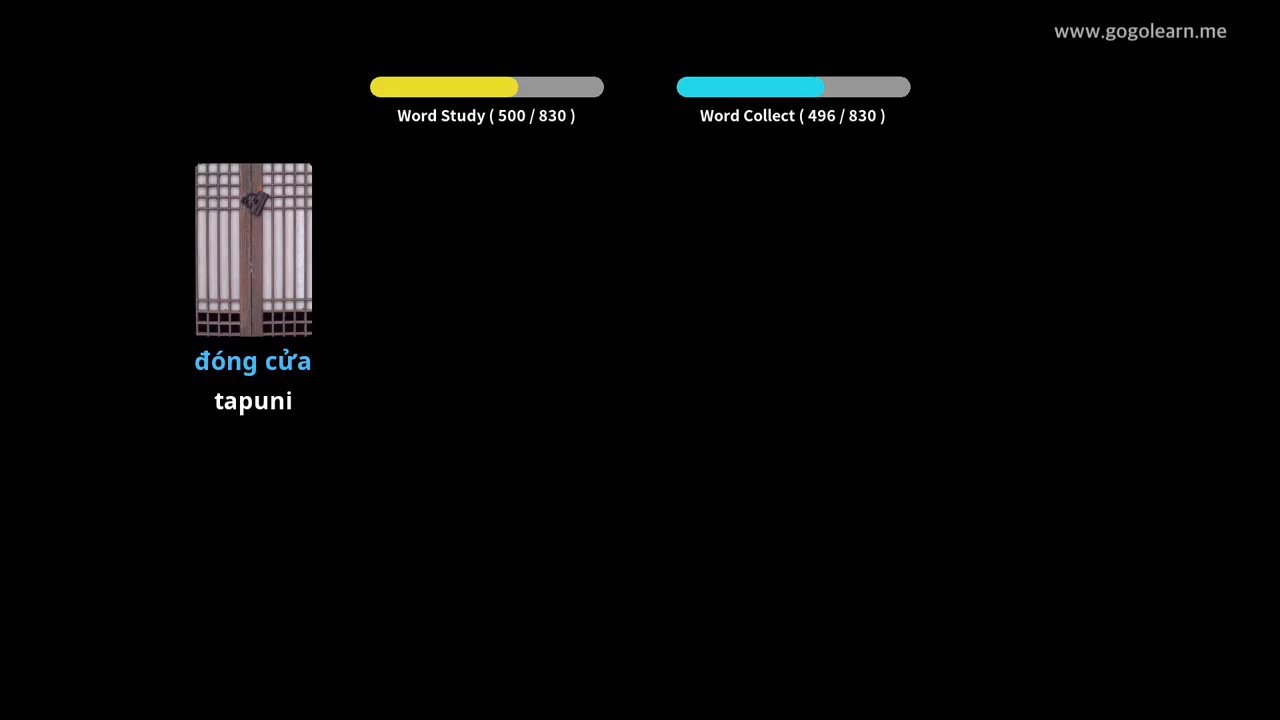 www.gogolearn.me
Word Study ( 500 / 830 )
Word Collect ( 496 / 830 )
đóng cửa
tapuni